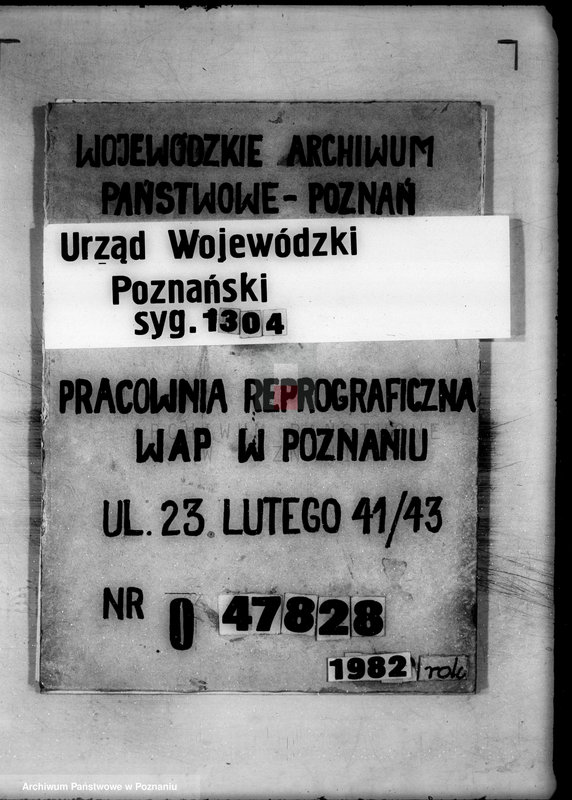 WOJEWÓDZKIE ARCHIWUM
PAŃSTWOWE - POZNAŃ
Urząd Wojewódzki
Poznański
syg. 1304
PRACOWNIA REPROGRAFICZNA
WAP W POZNANIU
UL. 23 LUTEGO 41/43
NR 0 47828
1982 rok
Archiwum Państwowe w Poznaniu